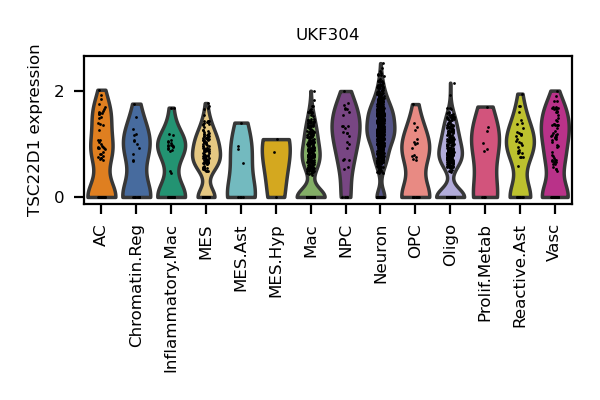 UKF304
TSC22D1 expression
2
0
AC
Chromatin.Reg
Inflammatory.Mac
MES
MES.Ast
MES.Hyp
Mac
NPC
Neuron
OPC
Oligo
Prolif.Metab
Reactive.Ast
Vasc